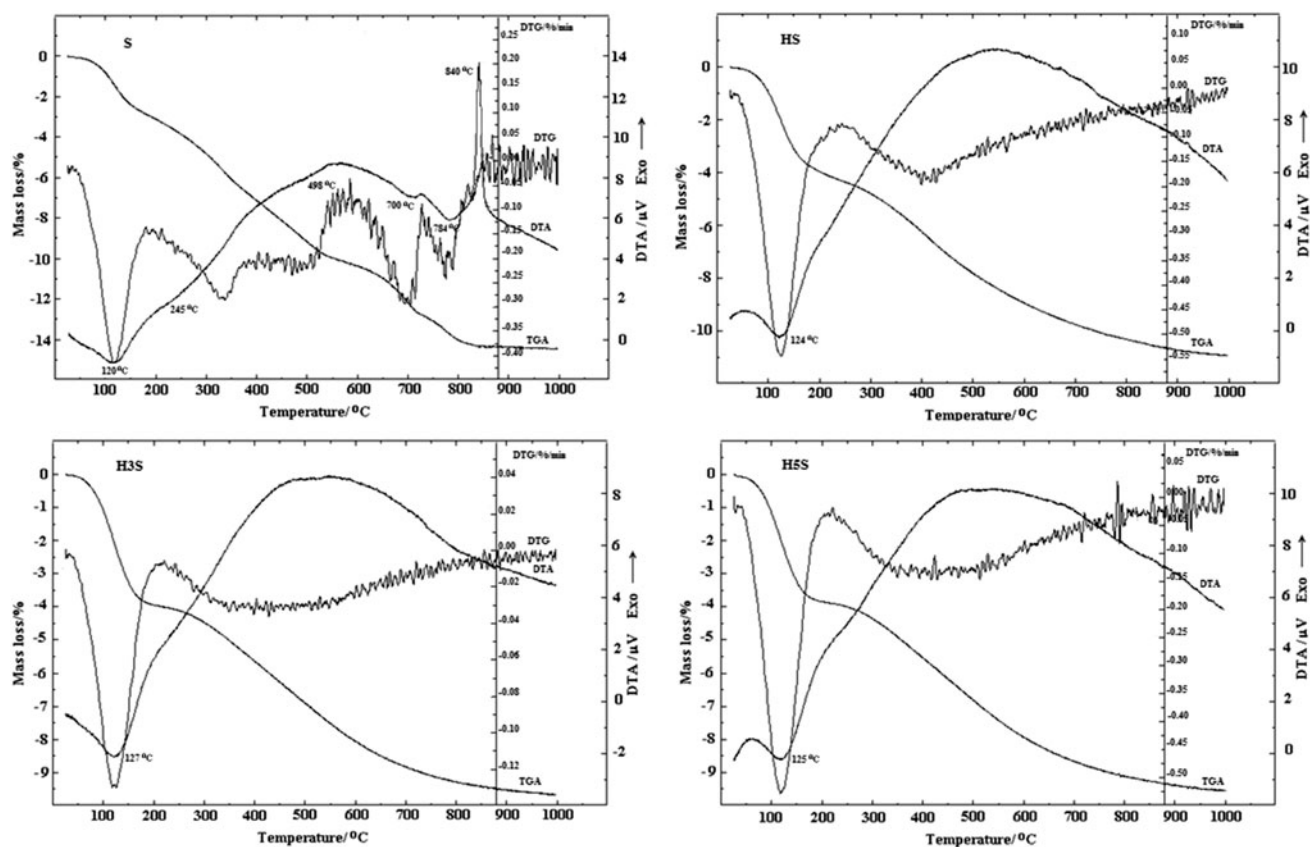 S
DTG/%/min
0
-2
-4
-6
-8
-10
-12
-14
Mass loss/%
0.25
0.20
0.15
0.10
0.05
0.00
-0.05
-0.10
-0.15
-0.20
-0.25
-0.30
-0.35
-0.40
14
12
10
8
6
4
2
0
DTA /µV Exo
840 °C
DTG
498 °C
700 °C
784 °C
DTA
245 °C
120 °C
TGA
100 200 300 400 500 600 700 800 900 1000
Temperature/ °C
HS
DTG/%/min
0
-2
-4
-6
-8
-10
Mass loss/%
0.10
0.05
0.00
-0.05
-0.10
-0.15
-0.20
-0.25
-0.30
-0.35
-0.40
-0.45
-0.50
-0.55
10
8
6
4
2
0
DTA /µV Exo
DTG
DTA
124 °C
TGA
100 200 300 400 500 600 700 800 900 1000
Temperature/ °C
H3S
DTG/%/min
0
-1
-2
-3
-4
-5
-6
-7
-8
-9
Mass loss/%
0.04
0.02
0.00
-0.02
-0.04
-0.06
-0.08
-0.10
-0.12
8
6
4
2
0
-2
DTA /µV Exo
DTG
DTA
127 °C
TGA
100 200 300 400 500 600 700 800 900 1000
Temperature/ °C
H5S
DTG/%/min
0
-1
-2
-3
-4
-5
-6
-7
-8
-9
Mass loss/%
0.05
0.00
-0.05
-0.10
-0.15
-0.20
-0.25
-0.30
-0.35
-0.40
-0.45
-0.50
10
8
6
4
2
0
DTA /µV Exo
DTG
DTA
125 °C
TGA
100 200 300 400 500 600 700 800 900 1000
Temperature/ °C